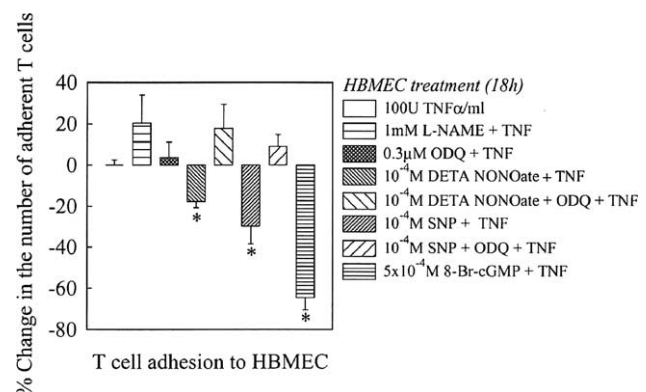 % Change in the number of adherent T cells
40
20
0
-20
-40
-60
-80
*
*
*
T cell adhesion to HBMEC
HBMEC treatment (18h)
100U TNFα/ml
1mM L-NAME + TNF
0.3μM ODQ + TNF
10⁻⁴M DETA NONOate + TNF
10⁻⁴M DETA NONOate + ODQ + TNF
10⁻⁴M SNP + TNF
10⁻⁴M SNP + ODQ + TNF
5x10⁻⁴M 8-Br-cGMP + TNF